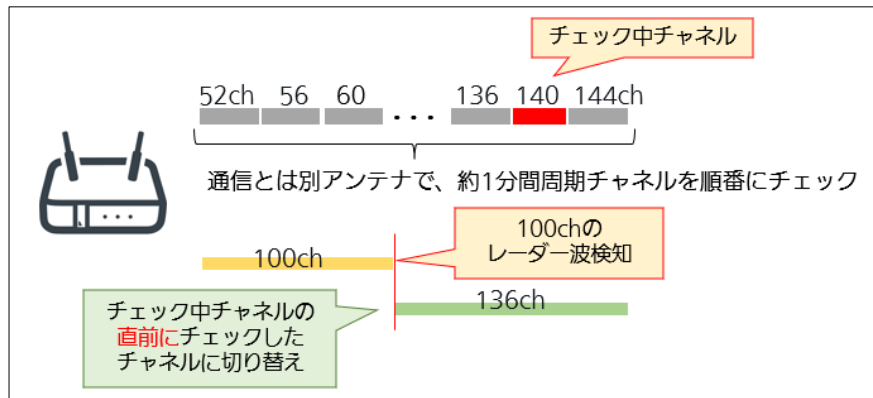 チェック中チャネル
52ch 56 60 ・・・ 136 140 144ch
通信とは別アンテナで、約1分間周期チャネルを順番にチェック
100chの
レーダー波検知
100ch
136ch
チェック中チャネルの
直前にチェックした
チャネルに切り替え